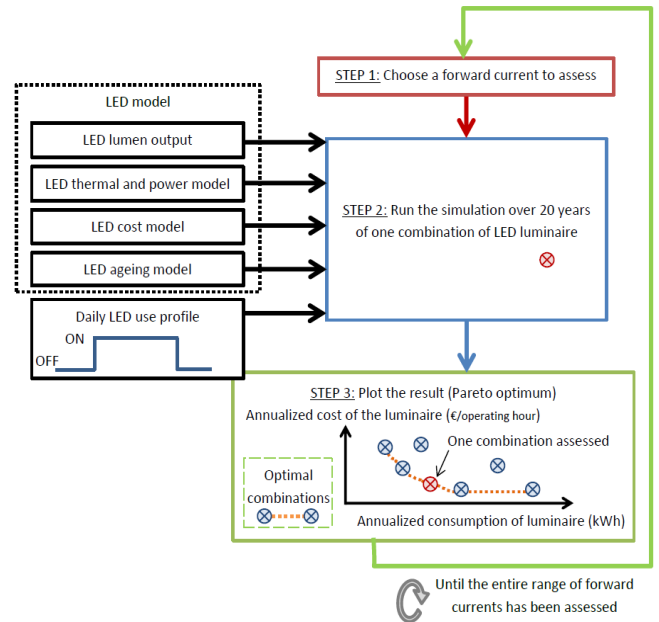 STEP 1: Choose a forward current to assess
LED model
LED lumen output
LED thermal and power model
LED cost model
LED ageing model
Daily LED use profile
ON
OFF
STEP 2: Run the simulation over 20 years
of one combination of LED luminaire
STEP 3: Plot the result (Pareto optimum)
Annualized cost of the luminaire (€/operating hour)
One combination assessed
Optimal
combinations
Annualized consumption of luminaire (kWh)
Until the entire range of forward
currents has been assessed